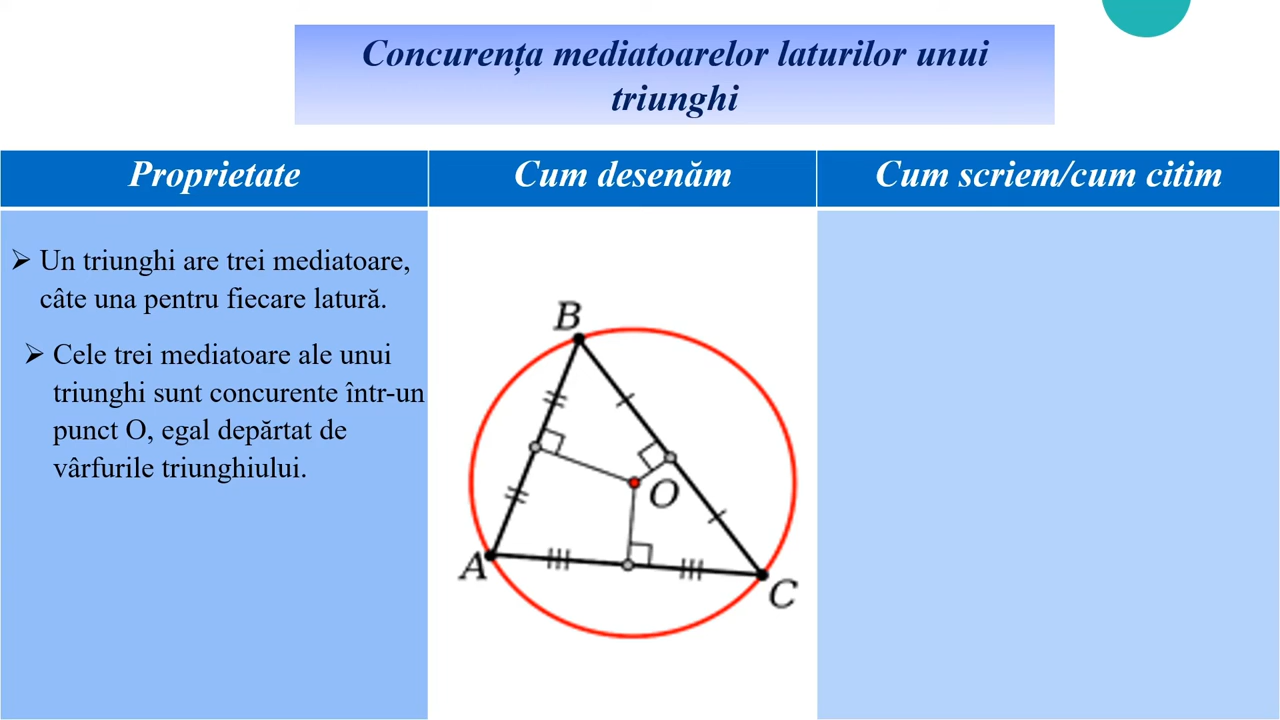 Concurența mediatoarelor laturilor unui
triunghi
Proprietate
Cum desenăm
Cum scriem/cum citim
➢ Un triunghi are trei mediatoare,
câte una pentru fiecare latură.
➢ Cele trei mediatoare ale unui
triunghi sunt concurente într-un
punct O, egal depărtat de
vârfurile triunghiului.
B
O
A
C